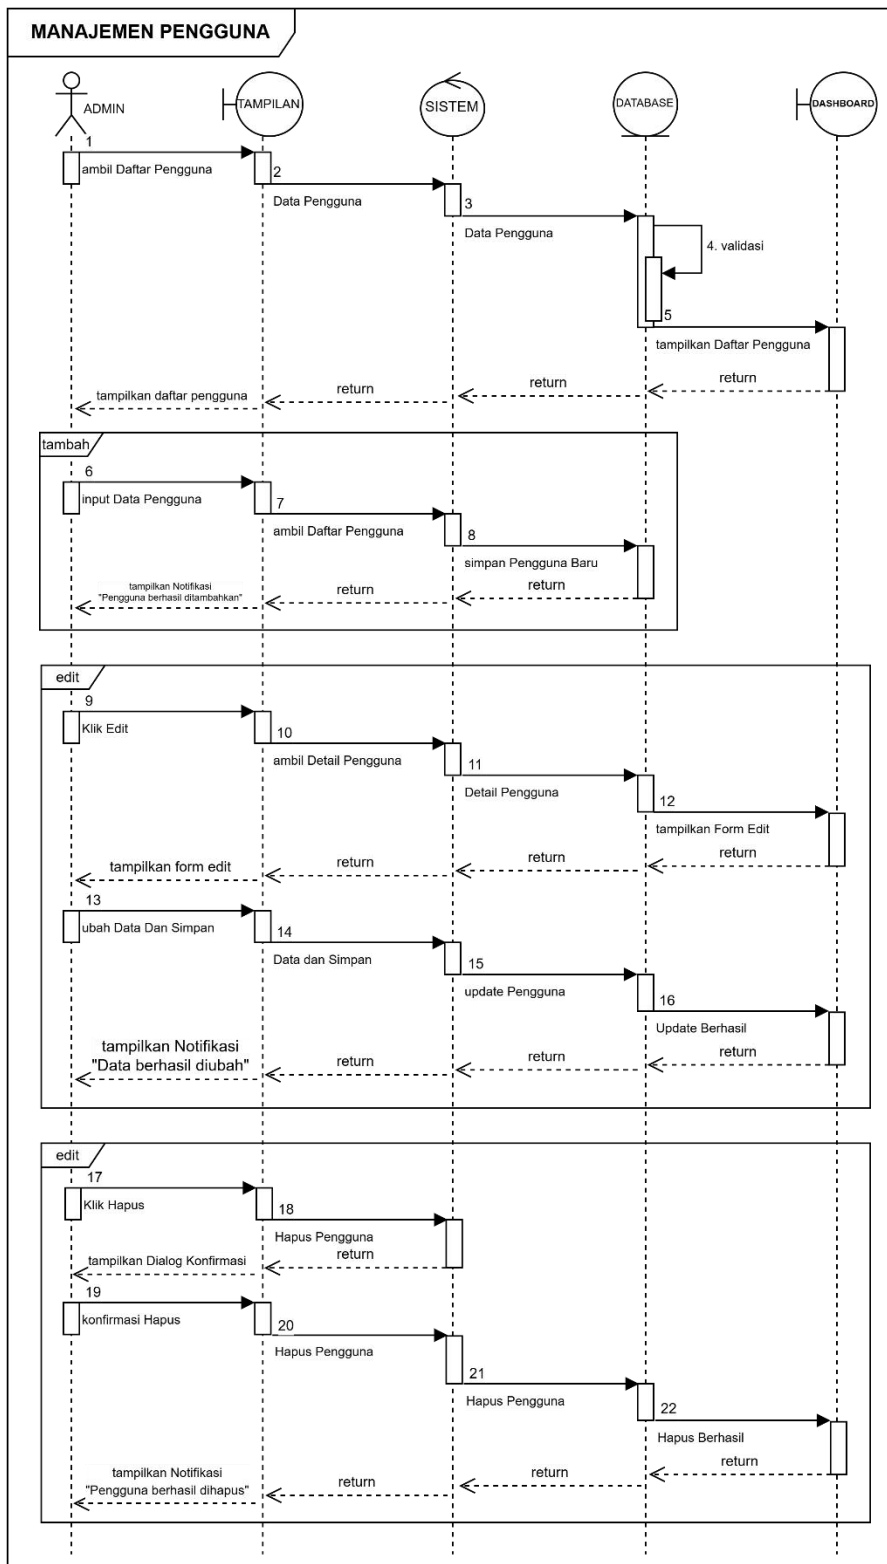 MANAJEMEN PENGGUNA
ADMIN
TAMPILAN
SISTEM
DATABASE
DASHBOARD
1
ambil Daftar Pengguna
2
Data Pengguna
3
Data Pengguna
4. validasi
5
tampilkan Daftar Pengguna
return
return
return
tampilkan daftar pengguna
tambah
6
input Data Pengguna
7
ambil Daftar Pengguna
8
simpan Pengguna Baru
return
return
tampilkan Notifikasi
"Pengguna berhasil ditambahkan"
edit
9
Klik Edit
10
ambil Detail Pengguna
11
Detail Pengguna
12
tampilkan Form Edit
return
return
return
tampilkan form edit
13
ubah Data Dan Simpan
14
Data dan Simpan
15
update Pengguna
16
Update Berhasil
return
return
return
tampilkan Notifikasi
"Data berhasil diubah"
edit
17
Klik Hapus
18
Hapus Pengguna
return
tampilkan Dialog Konfirmasi
19
konfirmasi Hapus
20
Hapus Pengguna
21
Hapus Pengguna
22
Hapus Berhasil
return
return
return
tampilkan Notifikasi
"Pengguna berhasil dihapus"